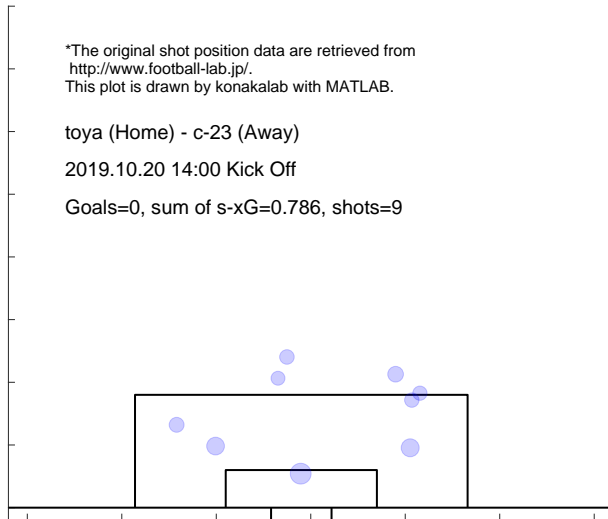 *The original shot position data are retrieved from
http://www.football-lab.jp/.
This plot is drawn by konakalab with MATLAB.
toya (Home) - c-23 (Away)
2019.10.20 14:00 Kick Off
Goals=0, sum of s-xG=0.786, shots=9